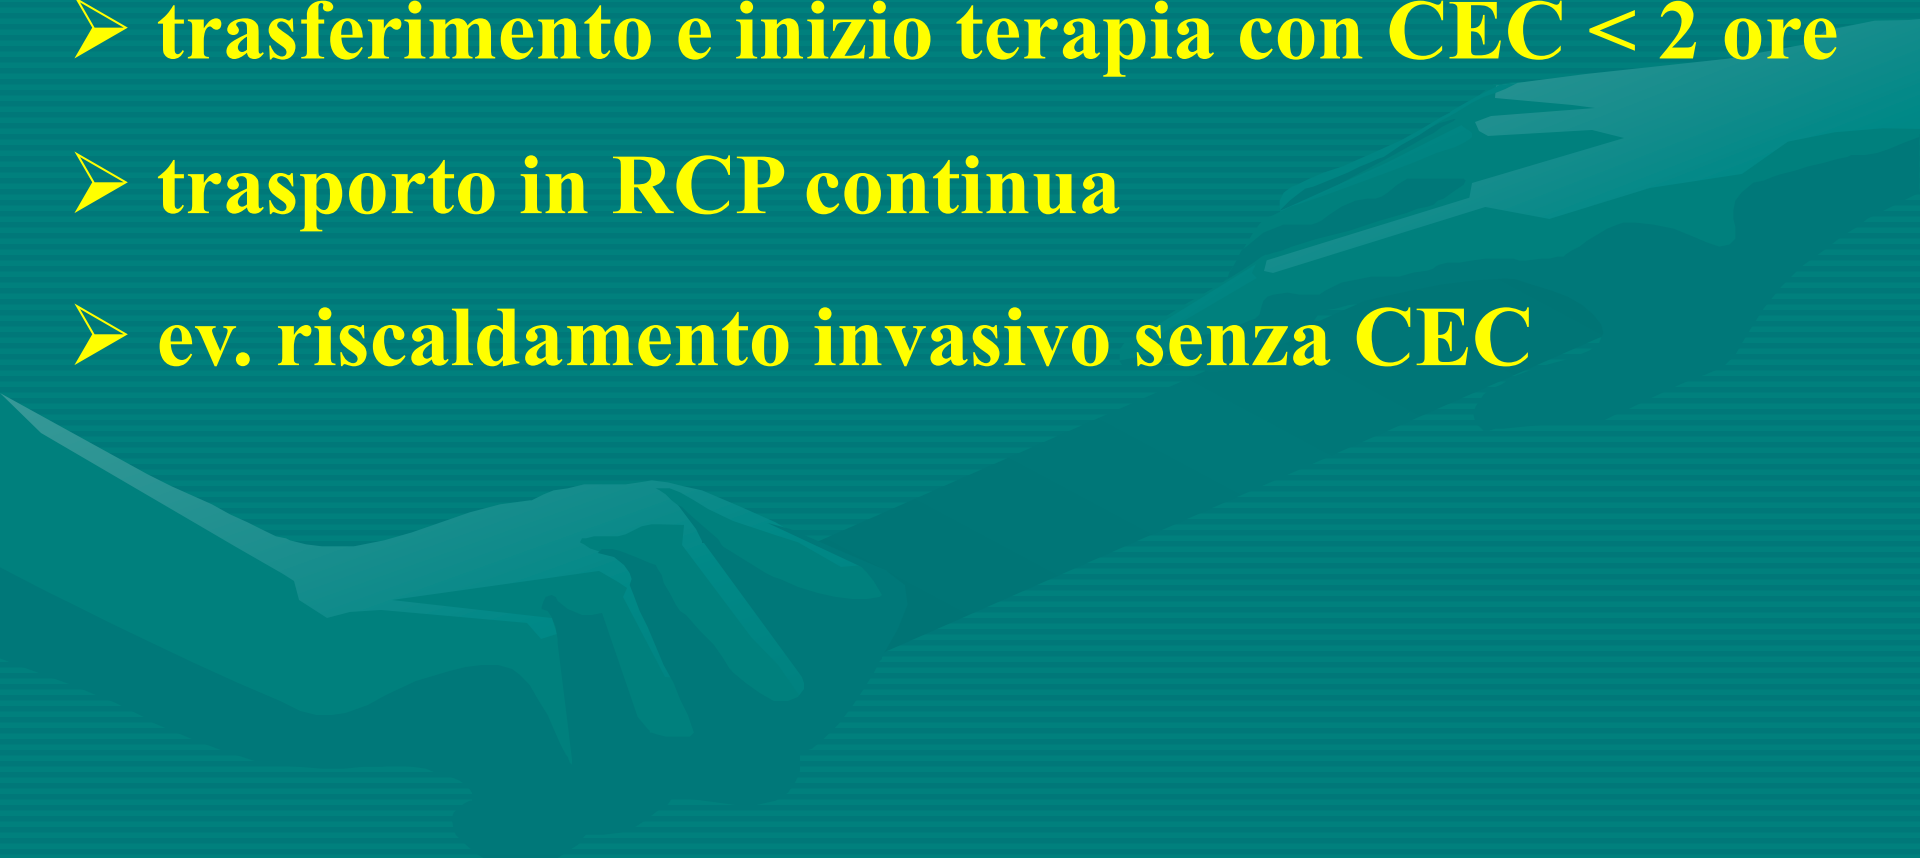 ➢ trasferimento e inizio terapia con CEC < 2 ore
➢ trasporto in RCP continua
➢ ev. riscaldamento invasivo senza CEC